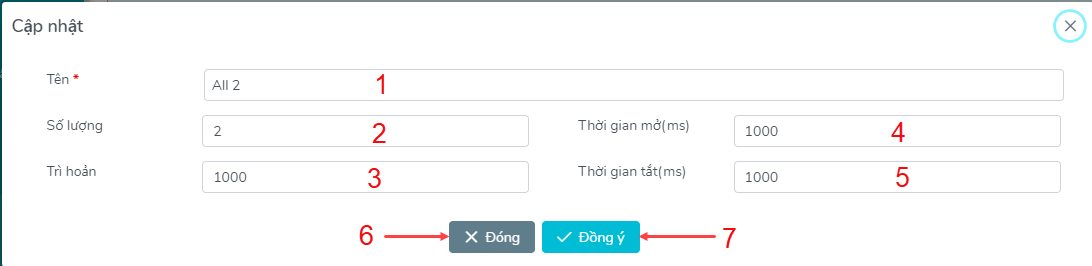 Cập nhật
Tên * All 2 1
Số lượng 2 2 Thời gian mở(ms) 1000 4
Trì hoản 1000 3 Thời gian tắt(ms) 1000 5
6 Đóng Đồng ý 7